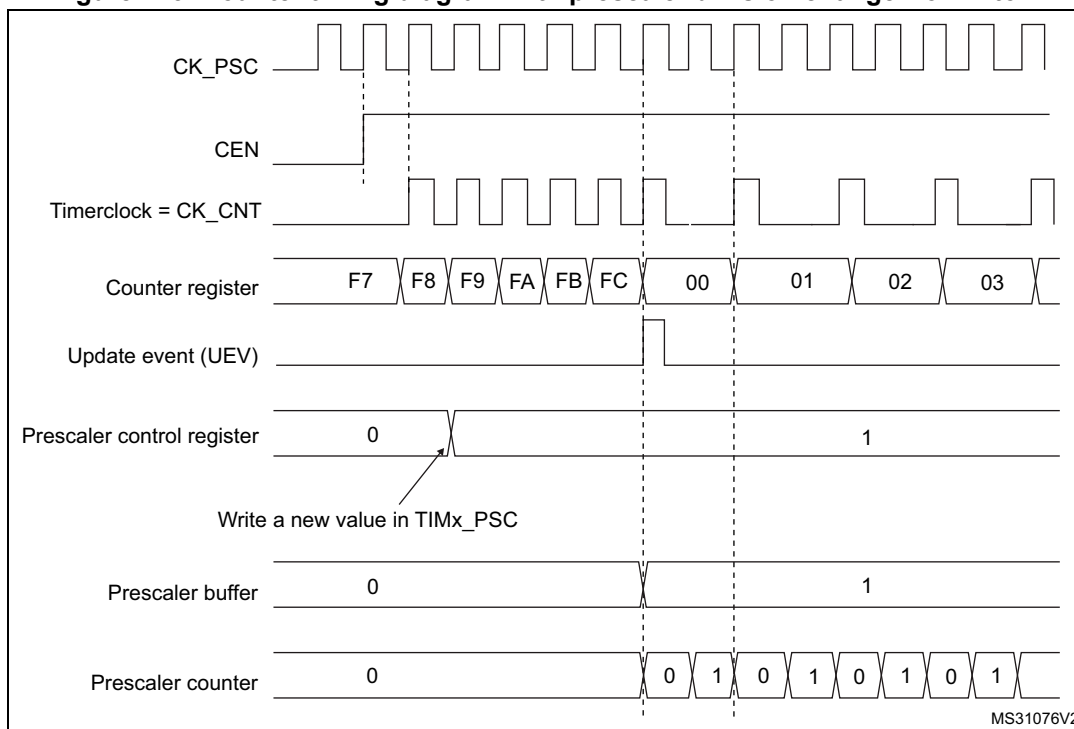 CK_PSC
CEN
Timerclock = CK_CNT
Counter register F7 F8 F9 FA FB FC 00 01 02 03
Update event (UEV)
Prescaler control register 0 1
Write a new value in TIMx_PSC
Prescaler buffer 0 1
Prescaler counter 0 0 1 0 1 0 1 0 1
MS31076V2